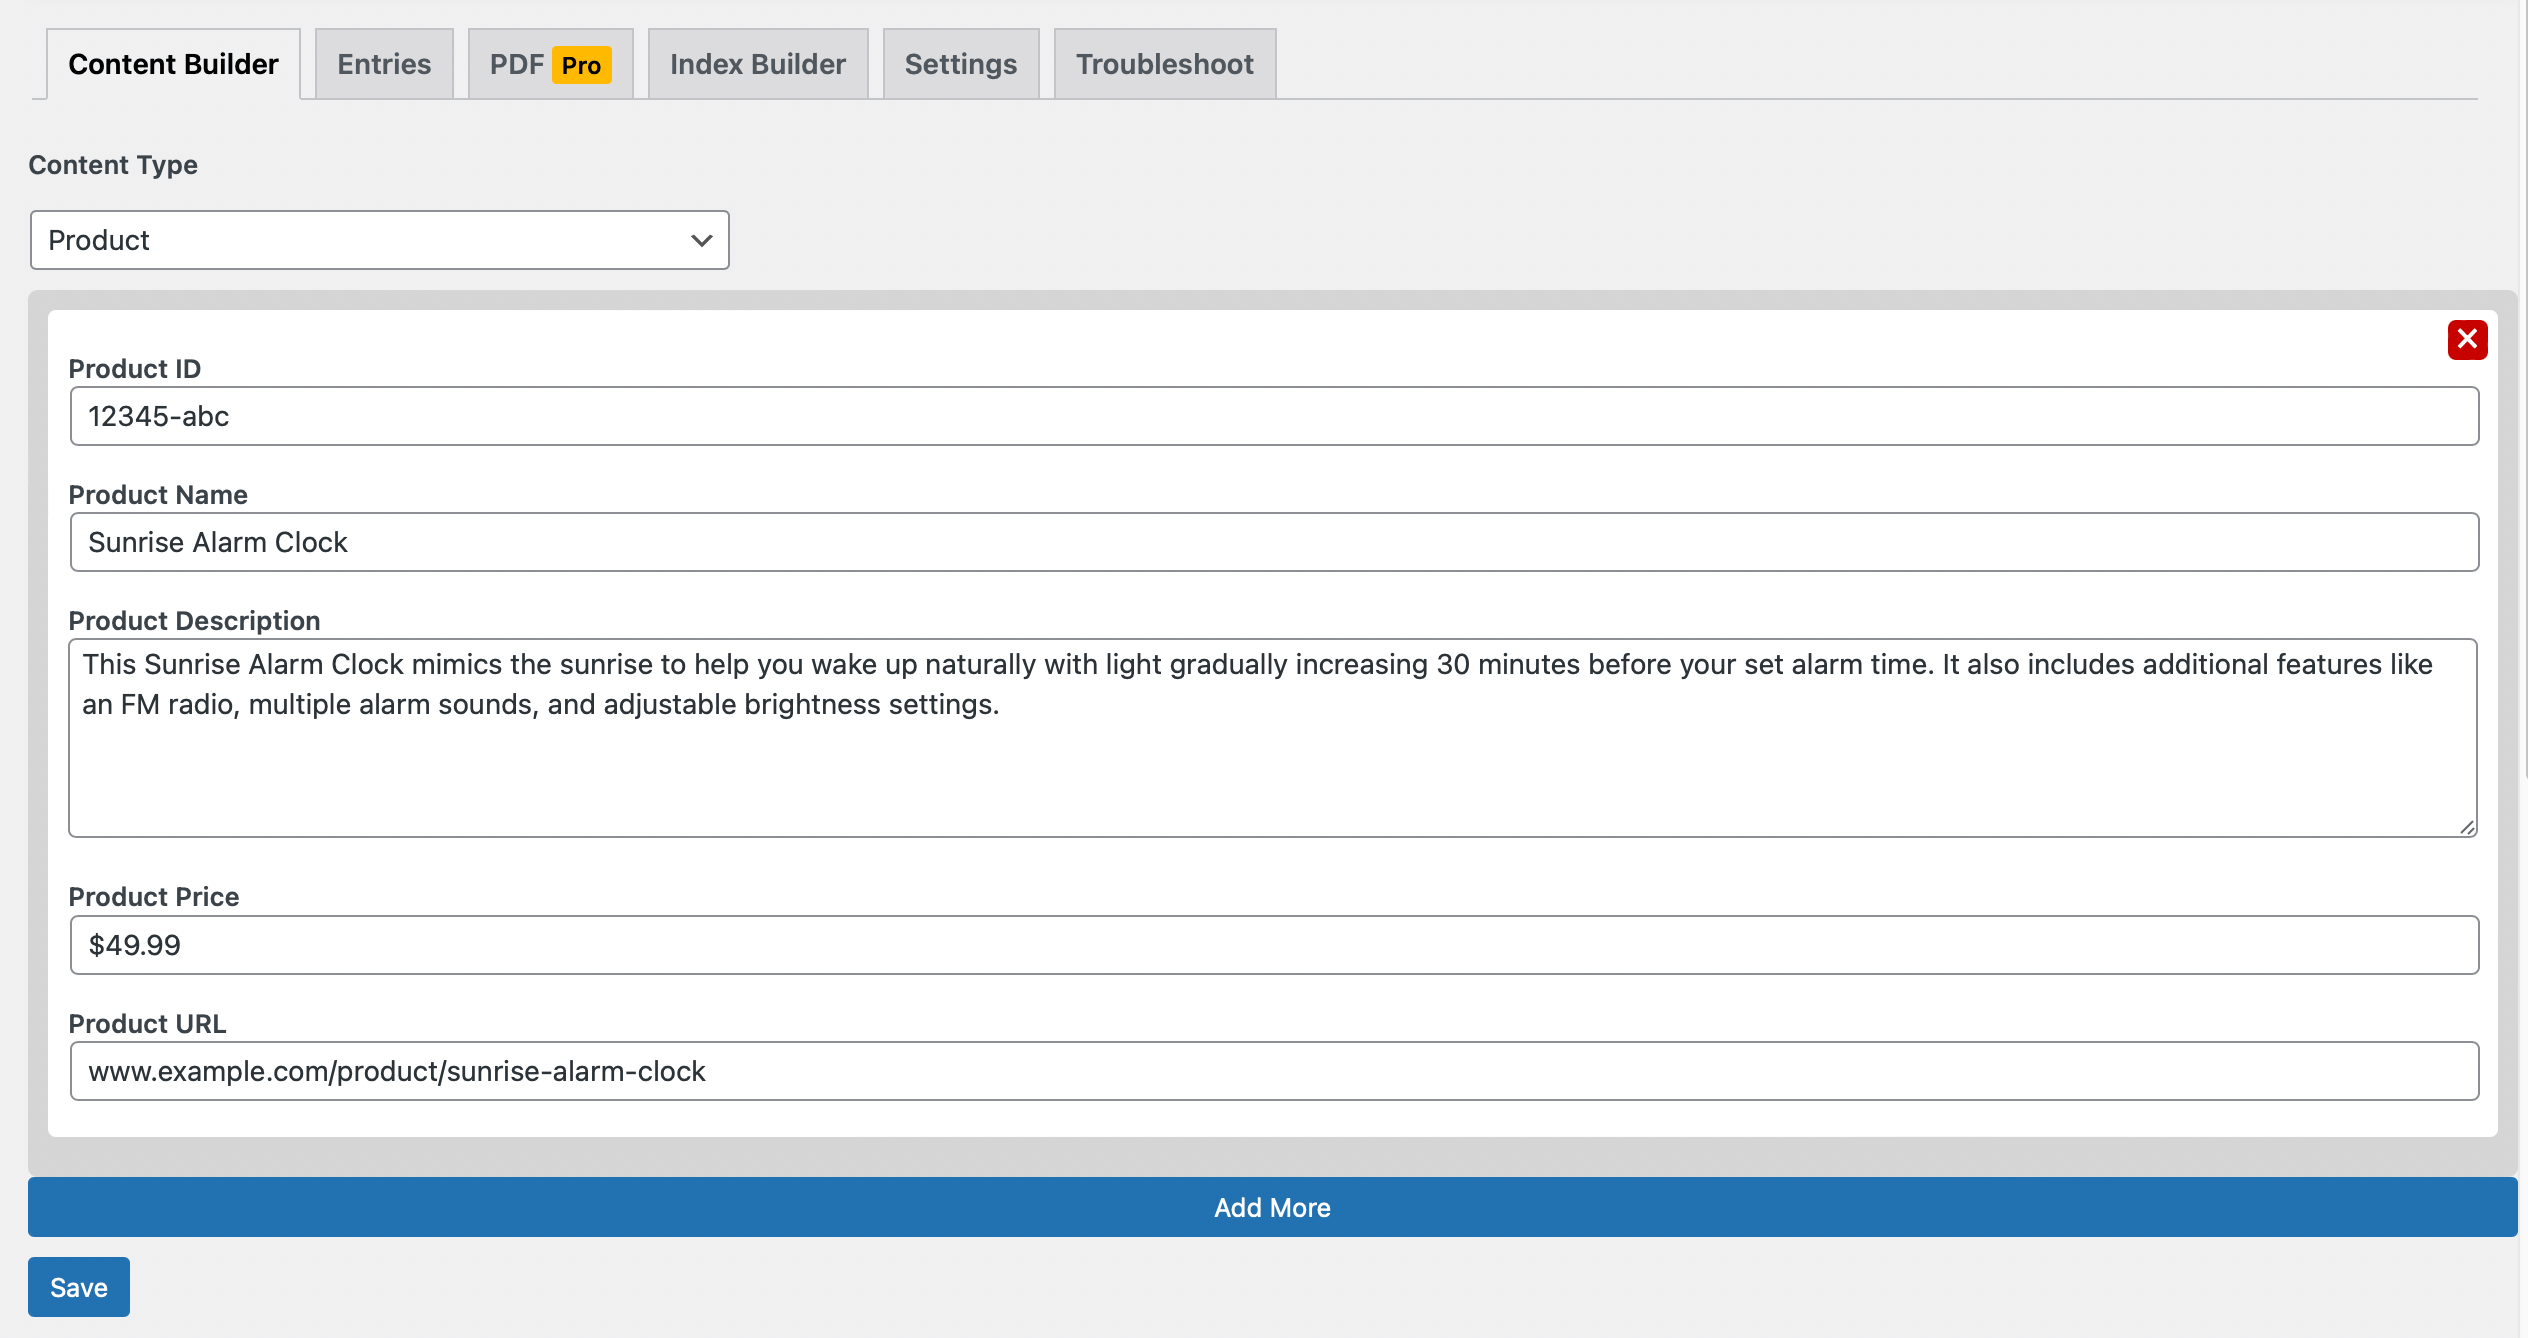 Content Builder
Entries
PDF Pro
Index Builder
Settings
Troubleshoot
Content Type
Product
Product ID
12345-abc
Product Name
Sunrise Alarm Clock
Product Description
This Sunrise Alarm Clock mimics the sunrise to help you wake up naturally with light gradually increasing 30 minutes before your set alarm time. It also includes additional features like
an FM radio, multiple alarm sounds, and adjustable brightness settings.
Product Price
$49.99
Product URL
www.example.com/product/sunrise-alarm-clock
Add More
Save